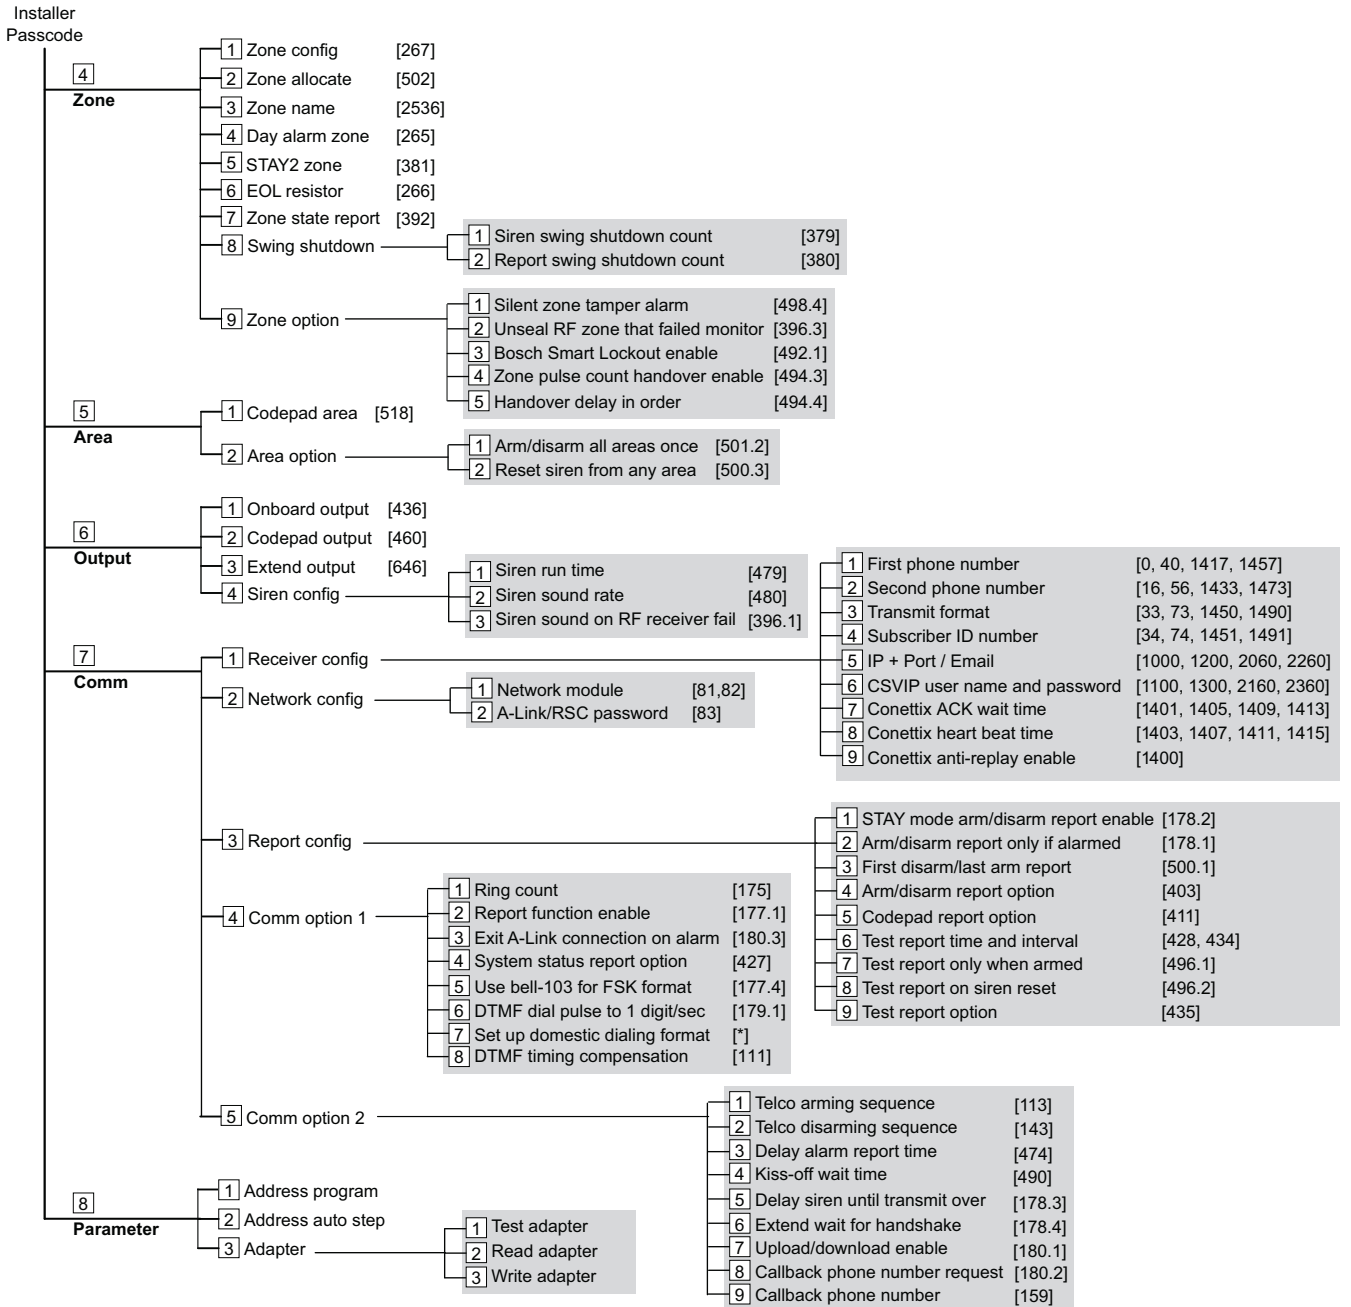 Installer
Passcode
4
Zone
1 Zone config [267]
2 Zone allocate [502]
3 Zone name [2536]
4 Day alarm zone [265]
5 STAY2 zone [381]
6 EOL resistor [266]
7 Zone state report [392]
8 Swing shutdown
1 Siren swing shutdown count [379]
2 Report swing shutdown count [380]
9 Zone option
1 Silent zone tamper alarm [498.4]
2 Unseal RF zone that failed monitor [396.3]
3 Bosch Smart Lockout enable [492.1]
4 Zone pulse count handover enable [494.3]
5 Handover delay in order [494.4]
5
Area
1 Codepad area [518]
2 Area option
1 Arm/disarm all areas once [501.2]
2 Reset siren from any area [500.3]
6
Output
1 Onboard output [436]
2 Codepad output [460]
3 Extend output [646]
4 Siren config
1 Siren run time [479]
2 Siren sound rate [480]
3 Siren sound on RF receiver fail [396.1]
7
Comm
1 Receiver config
1 First phone number [0, 40, 1417, 1457]
2 Second phone number [16, 56, 1433, 1473]
3 Transmit format [33, 73, 1450, 1490]
4 Subscriber ID number [34, 74, 1451, 1491]
5 IP + Port / Email [1000, 1200, 2060, 2260]
6 CSVIP user name and password [1100, 1300, 2160, 2360]
7 Conettix ACK wait time [1401, 1405, 1409, 1413]
8 Conettix heart beat time [1403, 1407, 1411, 1415]
9 Conettix anti-replay enable [1400]
2 Network config
1 Network module [81,82]
2 A-Link/RSC password [83]
3 Report config
1 STAY mode arm/disarm report enable [178.2]
2 Arm/disarm report only if alarmed [178.1]
3 First disarm/last arm report [500.1]
4 Arm/disarm report option [403]
5 Codepad report option [411]
6 Test report time and interval [428, 434]
7 Test report only when armed [496.1]
8 Test report on siren reset [496.2]
9 Test report option [435]
4 Comm option 1
1 Ring count [175]
2 Report function enable [177.1]
3 Exit A-Link connection on alarm [180.3]
4 System status report option [427]
5 Use bell-103 for FSK format [177.4]
6 DTMF dial pulse to 1 digit/sec [179.1]
7 Set up domestic dialing format [*]
8 DTMF timing compensation [111]
5 Comm option 2
1 Telco arming sequence [113]
2 Telco disarming sequence [143]
3 Delay alarm report time [474]
4 Kiss-off wait time [490]
5 Delay siren until transmit over [178.3]
6 Extend wait for handshake [178.4]
7 Upload/download enable [180.1]
8 Callback phone number request [180.2]
9 Callback phone number [159]
8
Parameter
1 Address program
2 Address auto step
3 Adapter
1 Test adapter
2 Read adapter
3 Write adapter